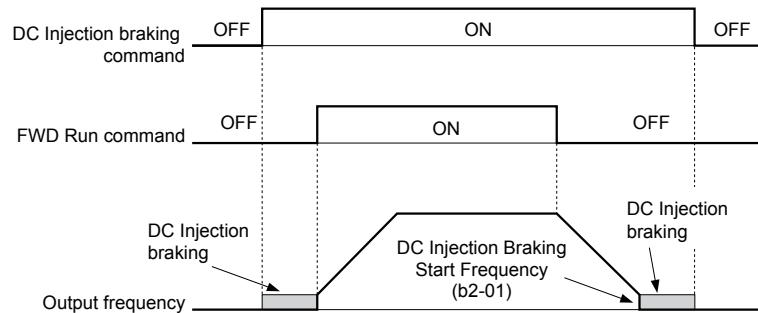 DC Injection braking
command
OFF
ON
OFF
FWD Run command
OFF
ON
OFF
DC Injection
braking
DC Injection Braking
Start Frequency
(b2-01)
DC Injection
braking
Output frequency